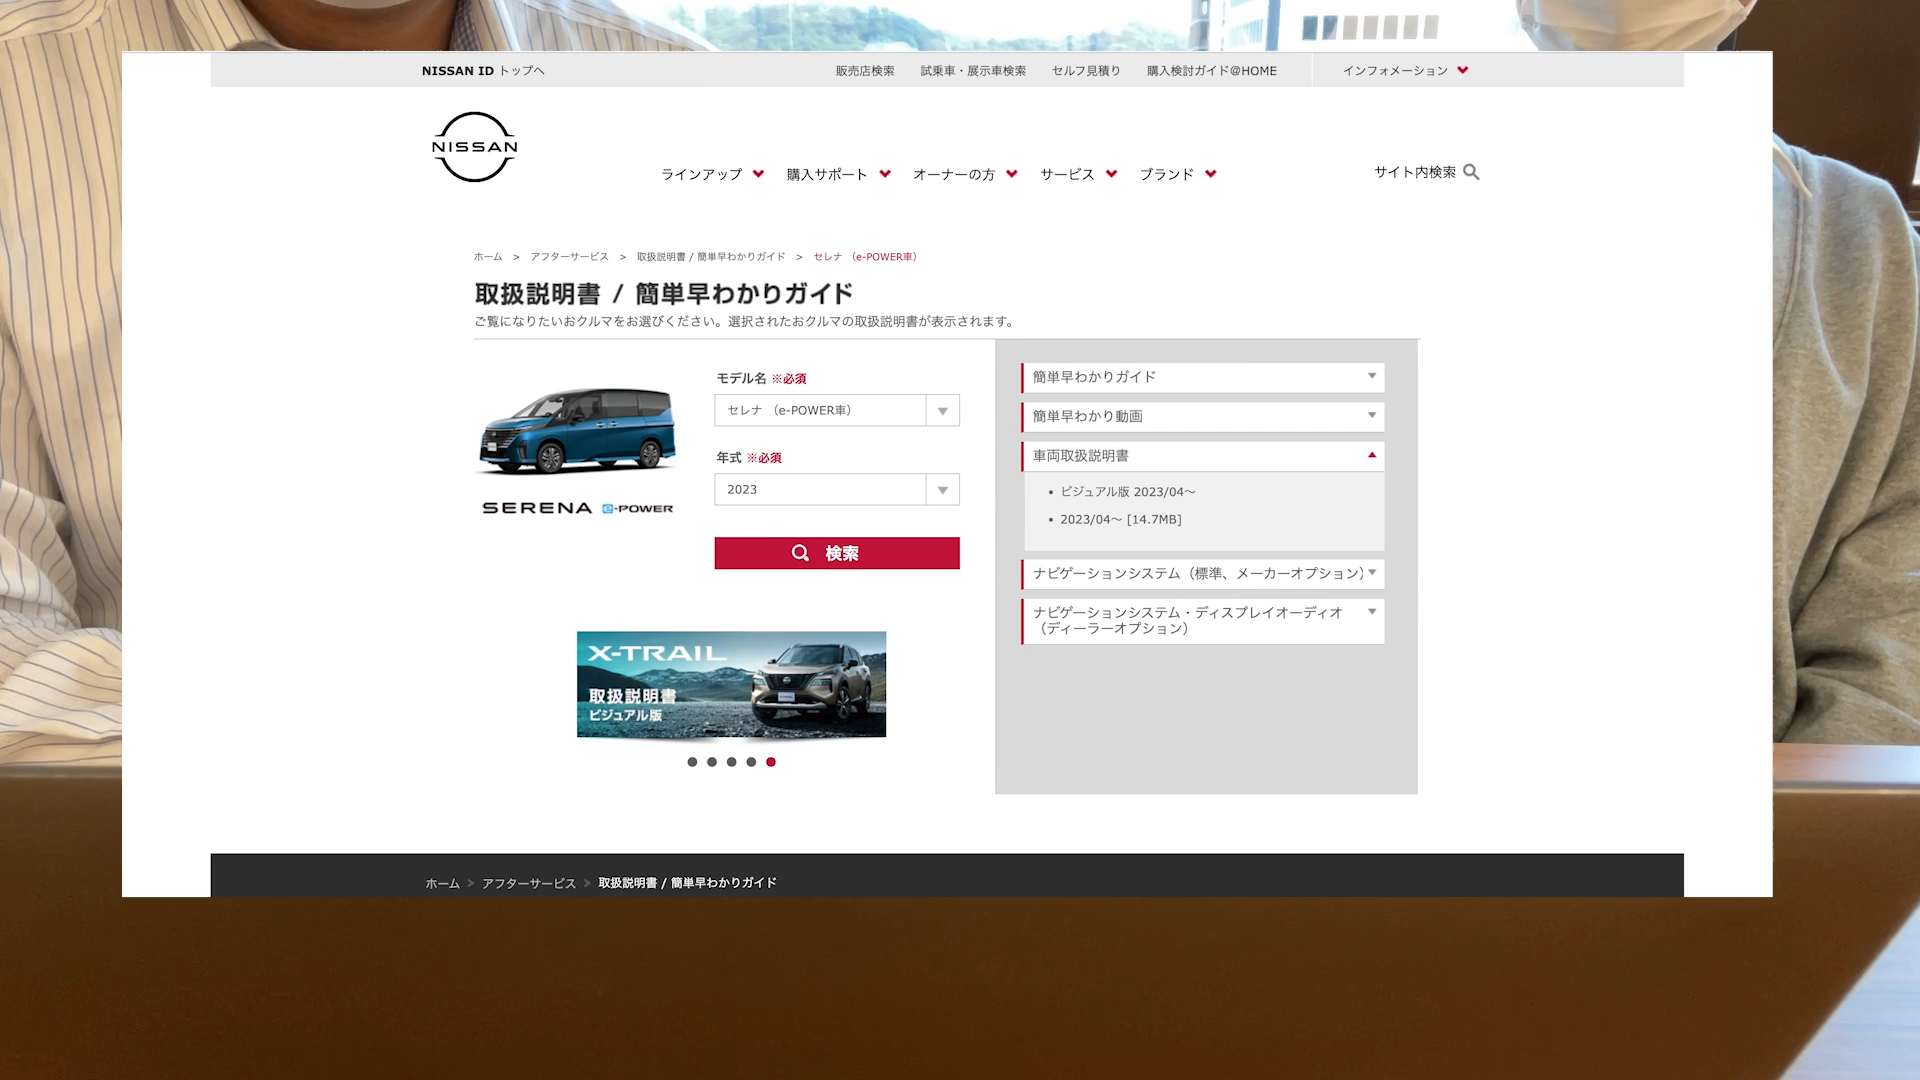 NISSAN ID トップへ
販売店検索 試乗車・展示車検索 セルフ見積り 購入検討ガイド@HOME インフォメーション
NISSAN
ラインアップ 購入サポート オーナーの方 サービス ブランド
サイト内検索
ホーム > アフターサービス > 取扱説明書 / 簡単早わかりガイド > セレナ （e-POWER車）
取扱説明書 / 簡単早わかりガイド
ご覧になりたいおクルマをお選びください。選択されたおクルマの取扱説明書が表示されます。
SERENA e-POWER
モデル名 ※必須
セレナ （e-POWER車）
年式 ※必須
2023
検索
X-TRAIL
取扱説明書
ビジュアル版
簡単早わかりガイド
簡単早わかり動画
車両取扱説明書
• ビジュアル版 2023/04～
• 2023/04～ [14.7MB]
ナビゲーションシステム（標準、メーカーオプション）
ナビゲーションシステム・ディスプレイオーディオ
（ディーラーオプション）
ホーム > アフターサービス > 取扱説明書 / 簡単早わかりガイド